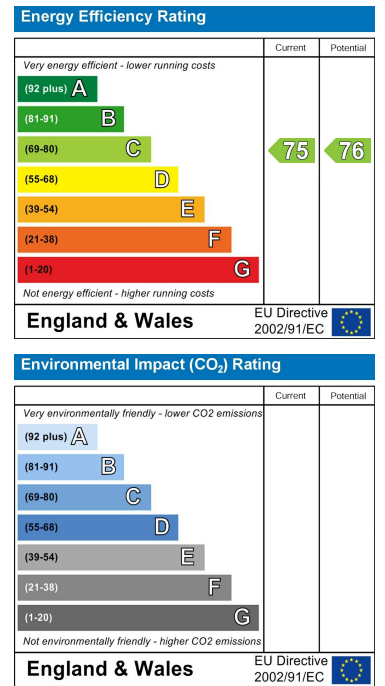 Energy Efficiency Rating
Current Potential
Very energy efficient - lower running costs
(92 plus) A
(81-91) B
(69-80) C 75 76
(55-68) D
(39-54) E
(21-38) F
(1-20) G
Not energy efficient - higher running costs
England & Wales EU Directive 2002/91/EC
Environmental Impact (CO₂) Rating
Current Potential
Very environmentally friendly - lower CO2 emissions
(92 plus) A
(81-91) B
(69-80) C
(55-68) D
(39-54) E
(21-38) F
(1-20) G
Not environmentally friendly - higher CO2 emissions
England & Wales EU Directive 2002/91/EC